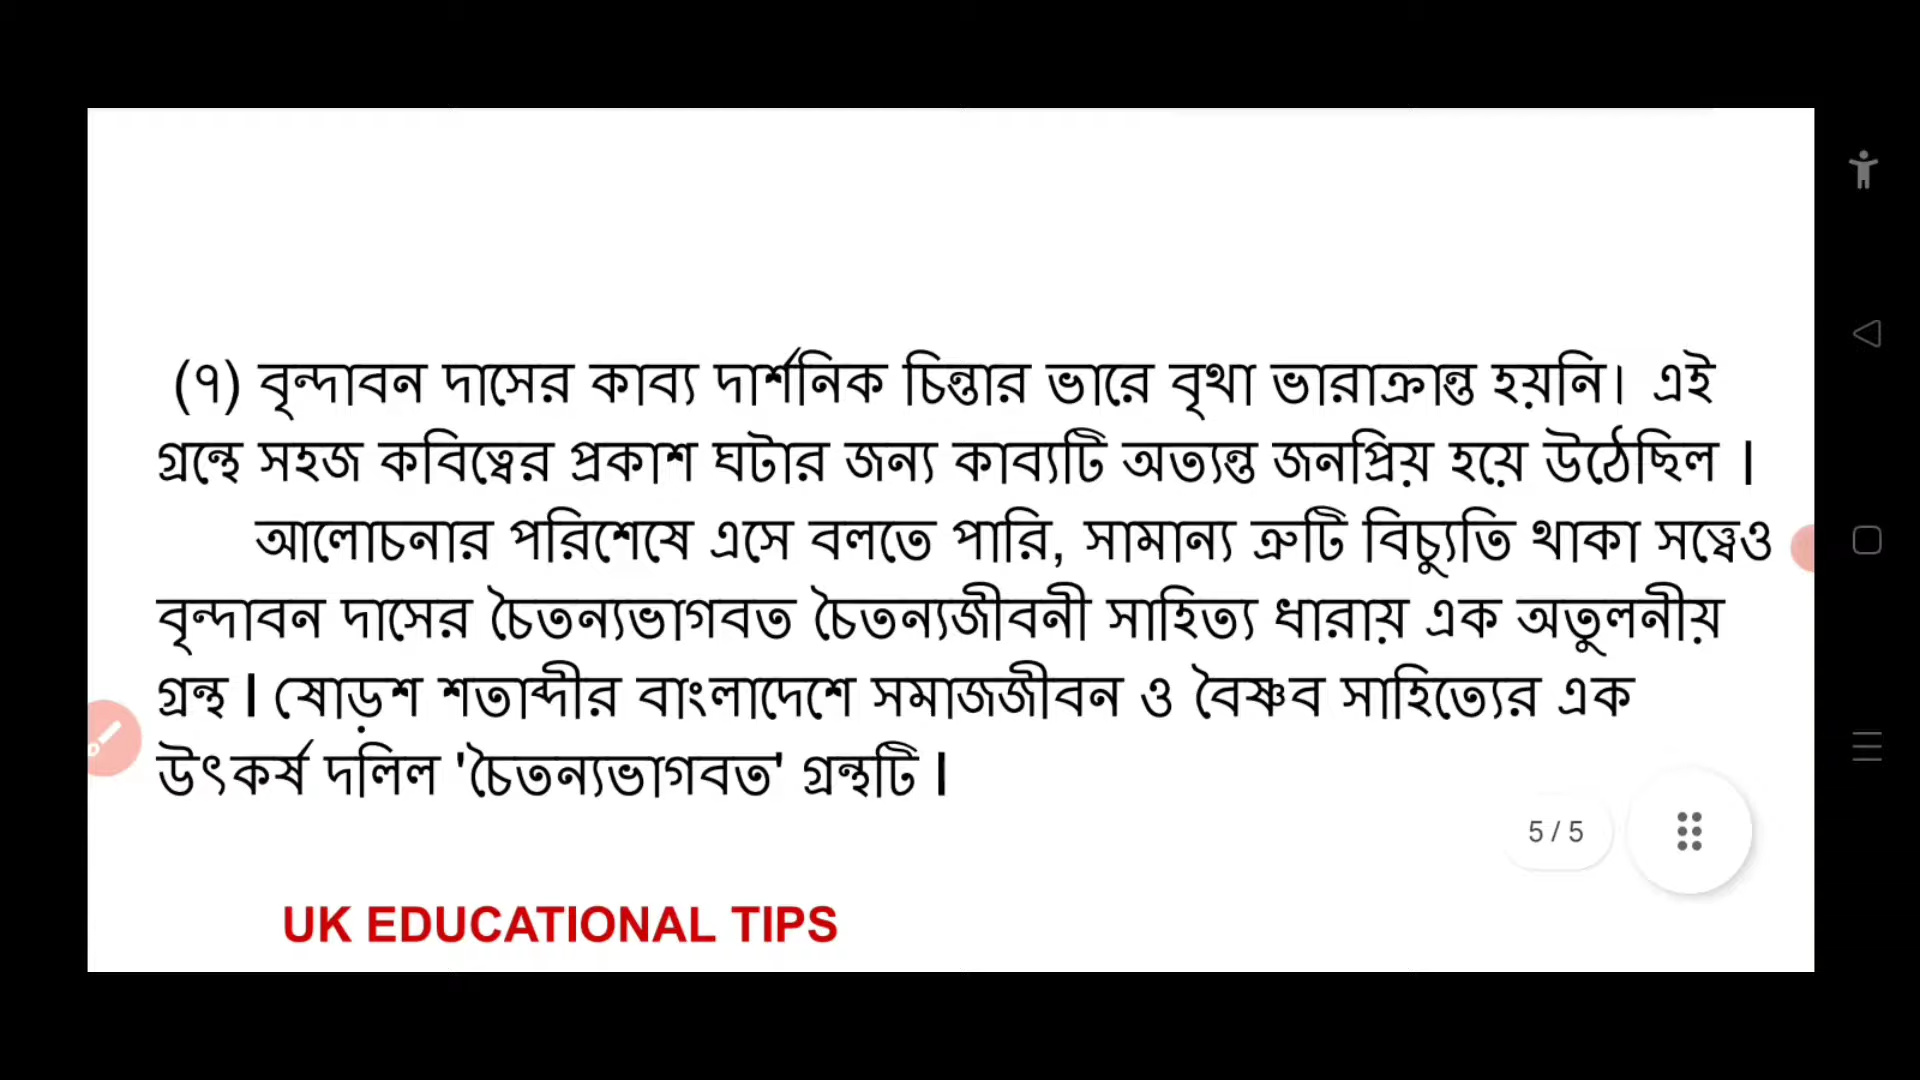 (৭) বৃন্দাবন দাসের কাব্য দার্শনিক চিন্তার ভারে বৃথা ভারাক্রান্ত হয়নি। এই
গ্রন্থে সহজ কবিত্বের প্রকাশ ঘটার জন্য কাব্যটি অত্যন্ত জনপ্রিয় হয়ে উঠেছিল ।
আলোচনার পরিশেষে এসে বলতে পারি, সামান্য ত্রুটি বিচ্যুতি থাকা সত্ত্বেও
বৃন্দাবন দাসের চৈতন্যভাগবত চৈতন্যজীবনী সাহিত্য ধারায় এক অতুলনীয়
গ্রন্থ l ষোড়শ শতাব্দীর বাংলাদেশে সমাজজীবন ও বৈষ্ণব সাহিত্যের এক
উৎকর্ষ দলিল 'চৈতন্যভাগবত' গ্রন্থটি l
5 / 5
UK EDUCATIONAL TIPS